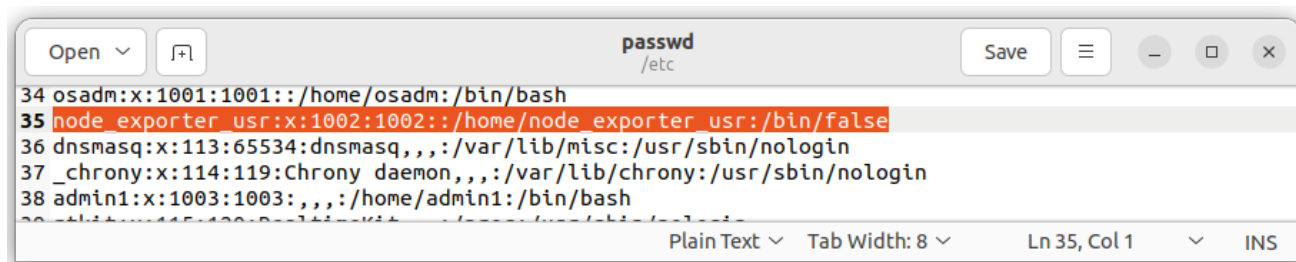 Open
passwd
/etc
Save
34 osadm:x:1001:1001::/home/osadm:/bin/bash
35 node_exporter_usr:x:1002:1002::/home/node_exporter_usr:/bin/false
36 dnsmasq:x:113:65534:dnsmasq,,,:/var/lib/misc:/usr/sbin/nologin
37 _chrony:x:114:119:Chrony daemon,,,:/var/lib/chrony:/usr/sbin/nologin
38 admin1:x:1003:1003:,,,:/home/admin1:/bin/bash
Plain Text Tab Width: 8 Ln 35, Col 1 INS